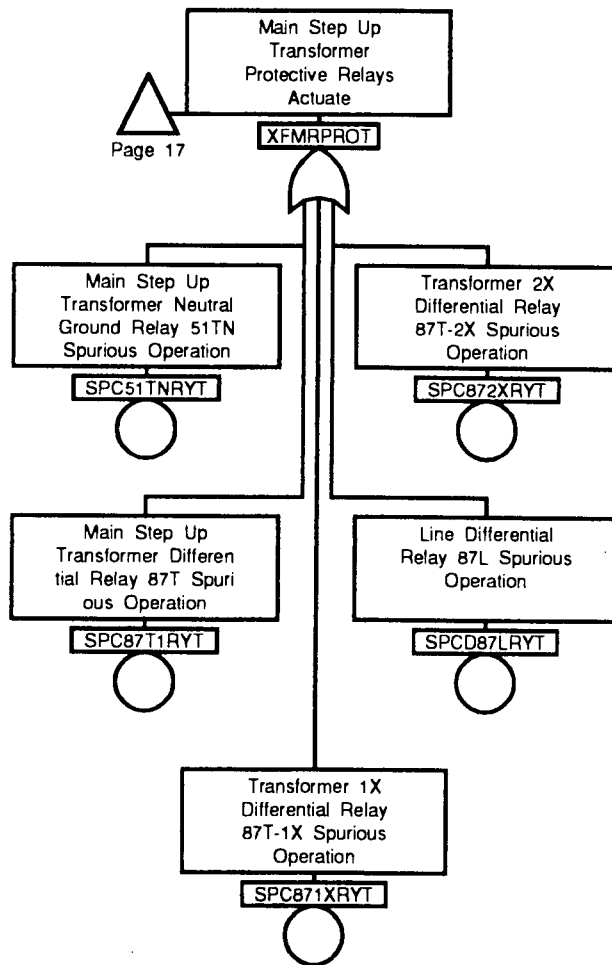 Main Step Up
Transformer
Protective Relays
Actuate
Page 17
XFMRPROT
Main Step Up
Transformer Neutral
Ground Relay 51TN
Spurious Operation
SPC51TNRYT
Transformer 2X
Differential Relay
87T-2X Spurious
Operation
SPC872XRYT
Main Step Up
Transformer Differen
tial Relay 87T Spuri
ous Operation
SPC87T1RYT
Line Differential
Relay 87L Spurious
Operation
SPCD87LRYT
Transformer 1X
Differential Relay
87T-1X Spurious
Operation
SPC871XRYT